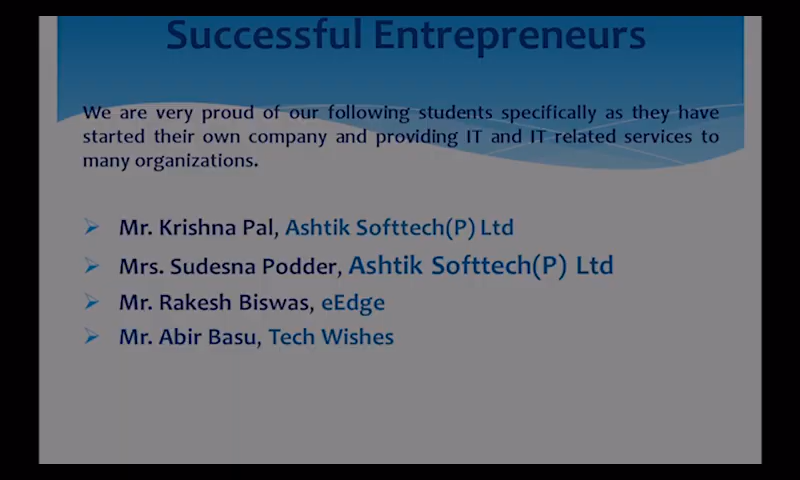 Successful Entrepreneurs
We are very proud of our following students specifically as they have
started their own company and providing IT and IT related services to
many organizations.
Mr. Krishna Pal, Ashtik Softtech(P) Ltd
Mrs. Sudesna Podder, Ashtik Softtech(P) Ltd
Mr. Rakesh Biswas, eEdge
Mr. Abir Basu, Tech Wishes